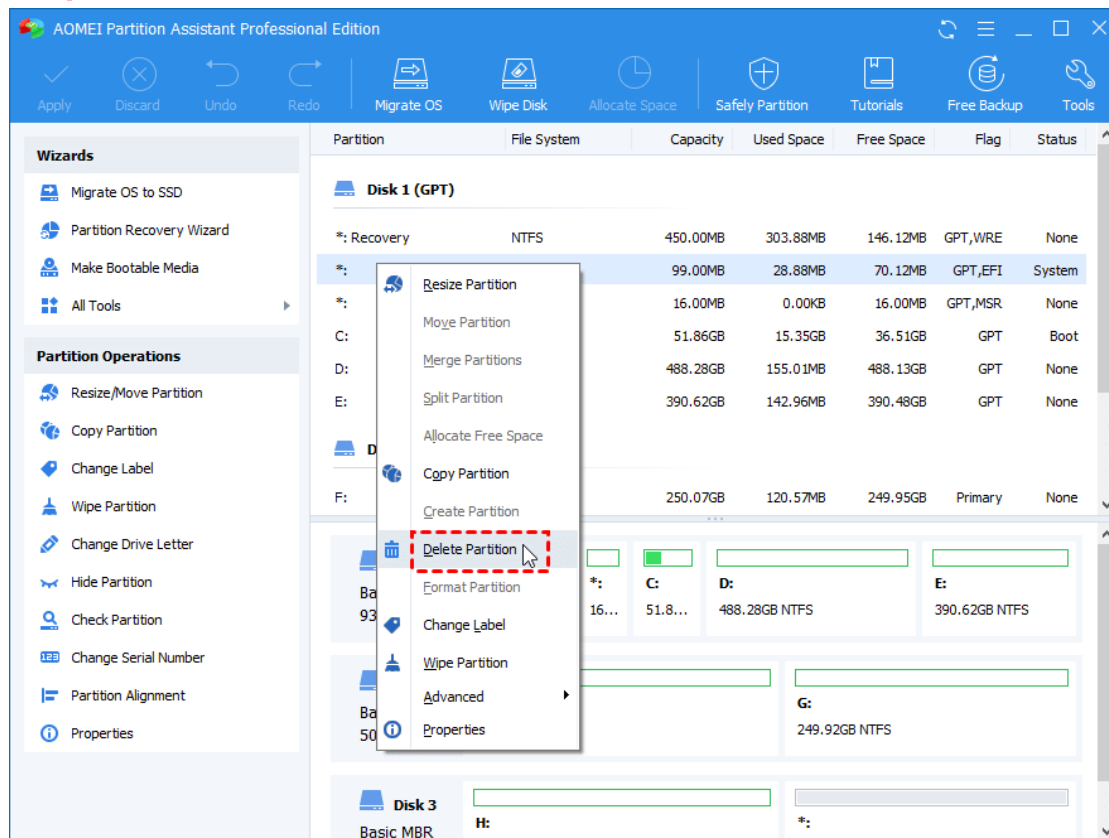 AOMEI Partition Assistant Professional Edition
Apply Discard Undo Redo Migrate OS Wipe Disk Allocate Space Safely Partition Tutorials Free Backup Tools
Wizards
Migrate OS to SSD
Partition Recovery Wizard
Make Bootable Media
All Tools
Partition Operations
Resize/Move Partition
Copy Partition
Change Label
Wipe Partition
Change Drive Letter
Hide Partition
Check Partition
Change Serial Number
Partition Alignment
Properties
Partition File System Capacity Used Space Free Space Flag Status
Disk 1 (GPT)
*: Recovery NTFS 450.00MB 303.88MB 146.12MB GPT,WRE None
*: 99.00MB 28.88MB 70.12MB GPT,EFI System
*: 16.00MB 0.00KB 16.00MB GPT,MSR None
C: 51.86GB 15.35GB 36.51GB GPT Boot
D: 488.28GB 155.01MB 488.13GB GPT None
E: 390.62GB 142.96MB 390.48GB GPT None
D
F: 250.07GB 120.57MB 249.95GB Primary None
Resize Partition
Move Partition
Merge Partitions
Split Partition
Allocate Free Space
Copy Partition
Create Partition
Delete Partition
Format Partition
Change Label
Wipe Partition
Advanced
Properties
Ba *: C: D: E:
93 16... 51.8... 488.28GB NTFS 390.62GB NTFS
Ba G:
50 249.92GB NTFS
Disk 3
Basic MBR H: *: